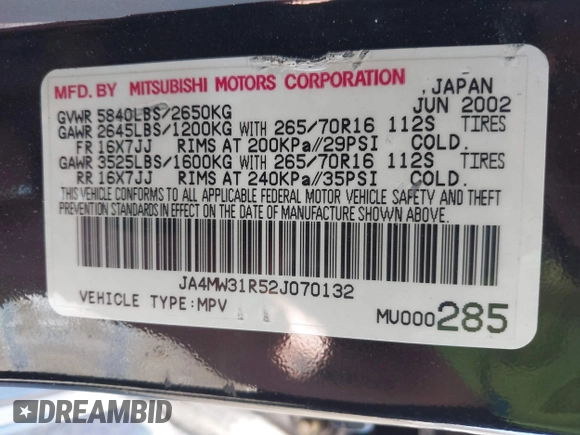 MFD. BY MITSUBISHI MOTORS CORPORATION , JAPAN
GVWR 5840LBS/2650KG JUN 2002
GAWR 2645LBS/1200KG WITH 265/70R16 112S TIRES
FR 16X7JJ RIMS AT 200KPa//29PSI COLD.
GAWR 3525LBS/1600KG WITH 265/70R16 112S TIRES
RR 16X7JJ RIMS AT 240KPa//35PSI COLD.
THIS VEHICLE CONFORMS TO ALL APPLICABLE FEDERAL MOTOR VEHICLE SAFETY AND THEFT
PREVENTION STANDARDS IN EFFECT ON THE DATE OF MANUFACTURE SHOWN ABOVE.
JA4MW31R52J070132
VEHICLE TYPE:MPV MU000285
DREAMBID